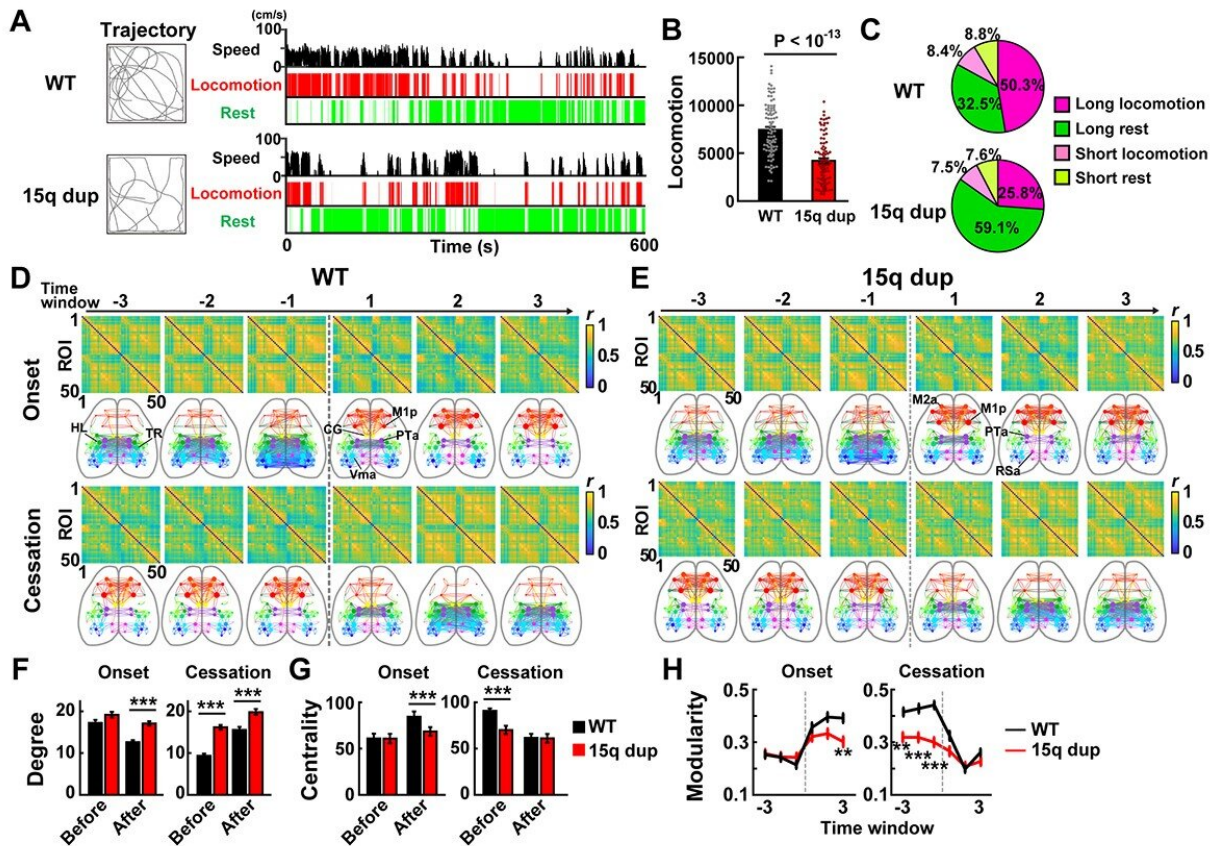 A
Trajectory
(cm/s)
100
Speed
0
WT
Locomotion
Rest
100
Speed
0
15q dup
Locomotion
Rest
0 Time (s) 600
B
P < 10-13
15000
10000
5000
0
Locomotion
WT 15q dup
C
8.8%
8.4%
WT
50.3%
32.5%
7.6%
7.5%
15q dup
25.8%
59.1%
Long locomotion
Long rest
Short locomotion
Short rest
D
WT
Time window
-3 -2 -1 1 2 3
Onset
1
ROI
50
1 50
r
1
0.5
0
HL
TR
CG
M1p
PTa
Vma
Cessation
1
ROI
50
1 50
r
1
0.5
0
E
15q dup
-3 -2 -1 1 2 3
1
ROI
50
1 50
r
1
0.5
0
M2a
M1p
PTa
RSa
1
ROI
50
1 50
r
1
0.5
0
F
Onset Cessation
*** *** ***
Degree
20
10
0
20
10
0
Before After Before After
G
Onset Cessation
*** ***
Centrality
100
50
0
100
50
0
Before After Before After
WT
15q dup
H
Onset Cessation
Modularity
0.5
0.3
0.1
0.5
0.3
0.1
**
** *** ***
-3 3 -3 3
Time window
WT
15q dup